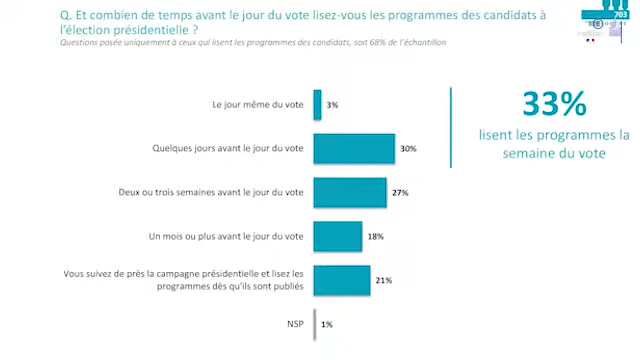 Q. Et combien de temps avant le jour du vote lisez-vous les programmes des candidats à
l'élection présidentielle ?
Questions posée uniquement à ceux qui lisent les programmes des candidats, soit 68% de l'échantillon
703
Le jour même du vote 3%
Quelques jours avant le jour du vote 30%
Deux ou trois semaines avant le jour du vote 27%
Un mois ou plus avant le jour du vote 18%
Vous suivez de près la campagne présidentielle et lisez les
programmes dès qu'ils sont publiés 21%
NSP 1%
33%
lisent les programmes la
semaine du vote